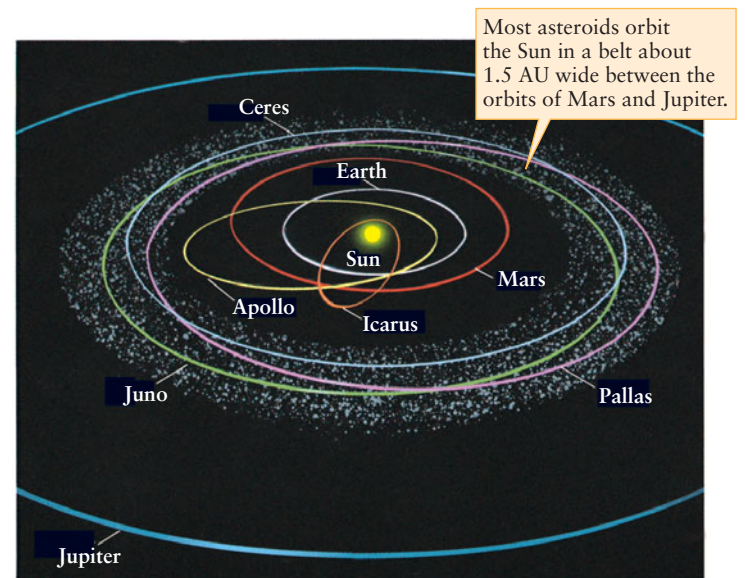 Most asteroids orbit
the Sun in a belt about
1.5 AU wide between the
orbits of Mars and Jupiter.
Ceres
Earth
Sun
Mars
Apollo
Icarus
Juno
Pallas
Jupiter